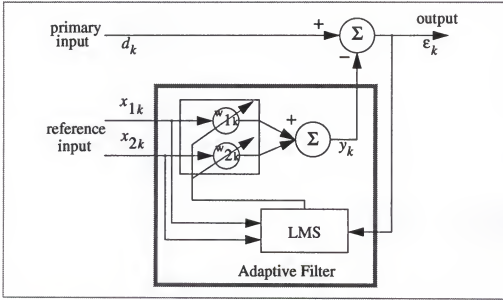 primary
input
d_k
+
Σ
−
output
ε_k
x_1k
reference
input
x_2k
w_1k
w_2k
+
Σ
y_k
LMS
Adaptive Filter